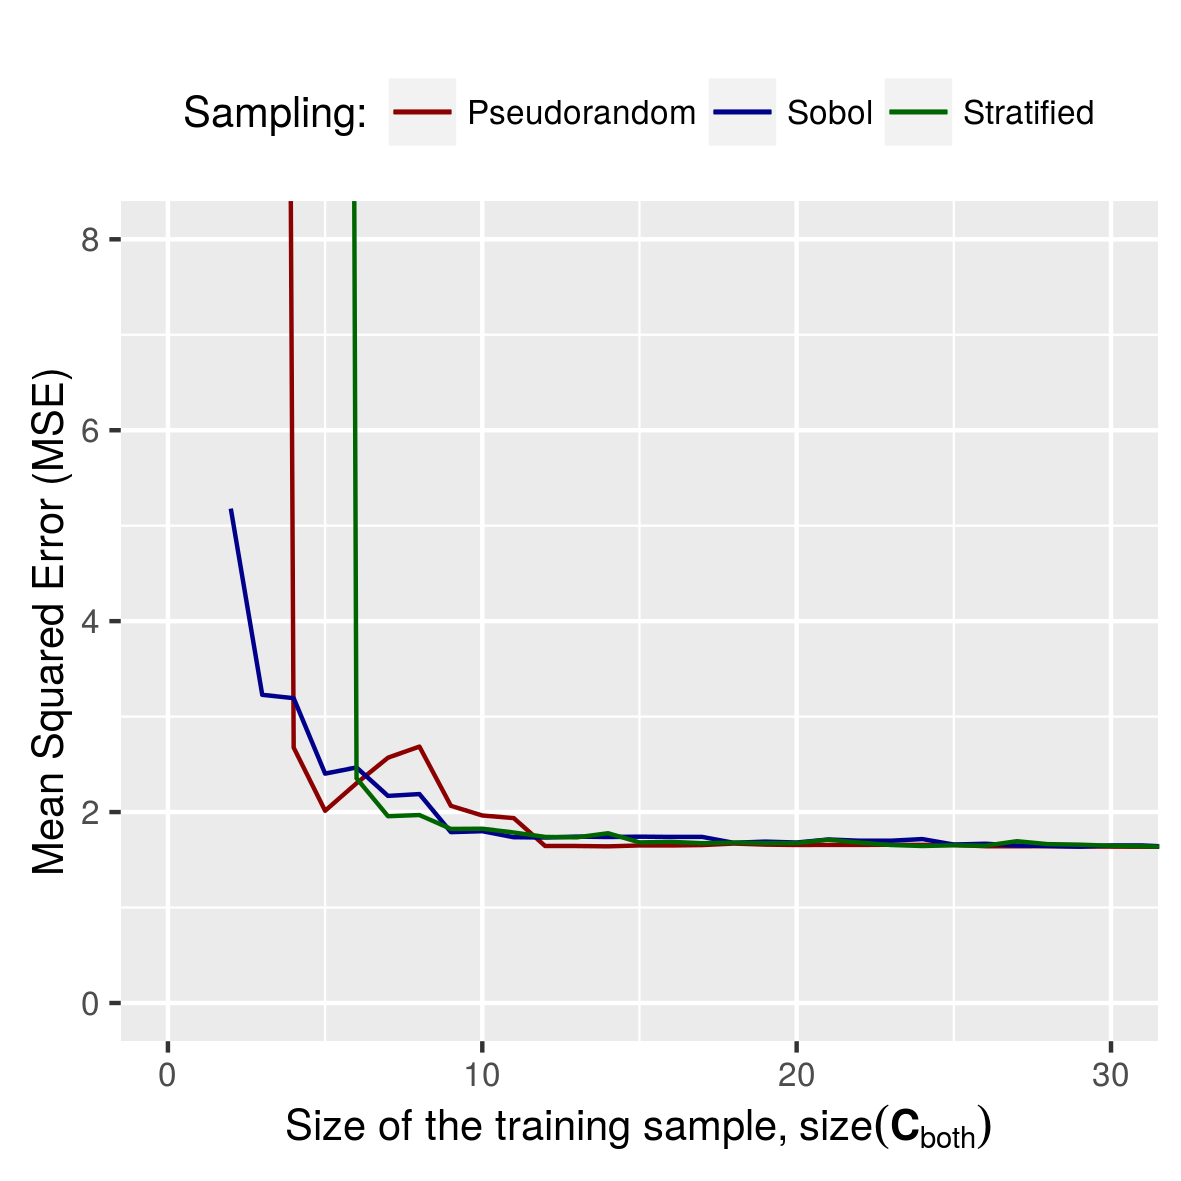 Sampling: Pseudorandom Sobol Stratified
8
6
4
2
0
Mean Squared Error (MSE)
0 10 20 30
Size of the training sample, size(C_both)